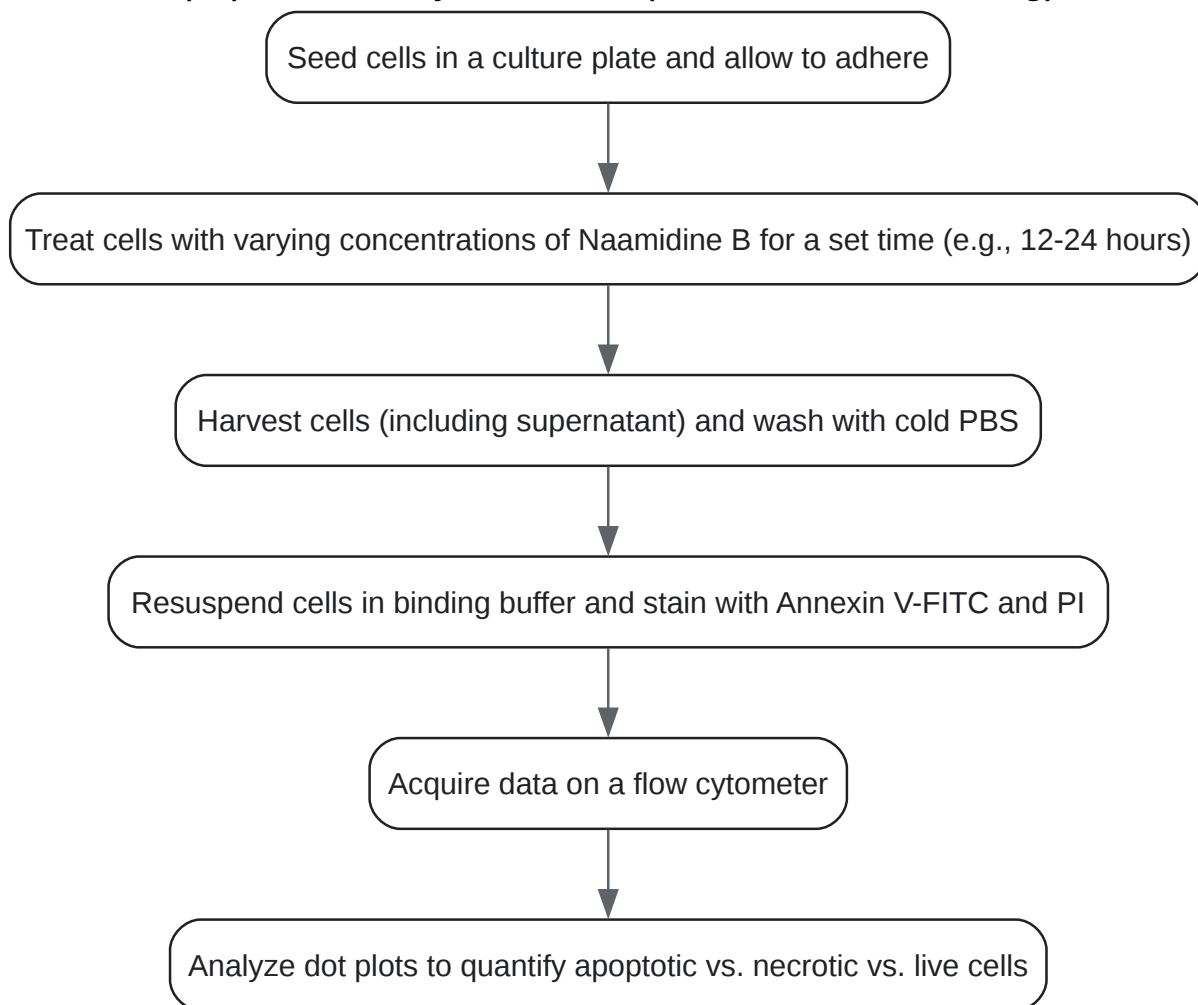 Seed cells in a culture plate and allow to adhere
Treat cells with varying concentrations of Naamidine B for a set time (e.g., 12-24 hours)
Harvest cells (including supernatant) and wash with cold PBS
Resuspend cells in binding buffer and stain with Annexin V-FITC and PI
Acquire data on a flow cytometer
Analyze dot plots to quantify apoptotic vs. necrotic vs. live cells